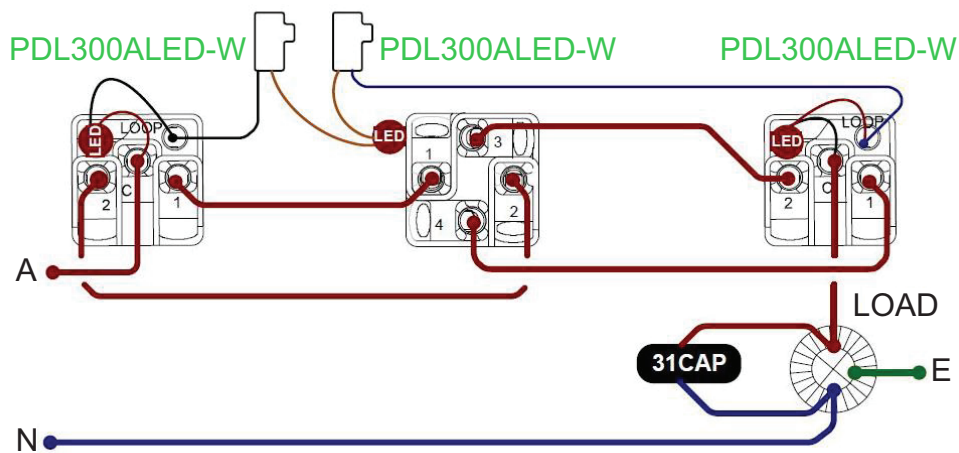 PDL300ALED-W PDL300ALED-W PDL300ALED-W
LED LOOP LED LOOP
LED
1 3
2 C 1 2 C 1
4 2
A
LOAD
31CAP
E
N